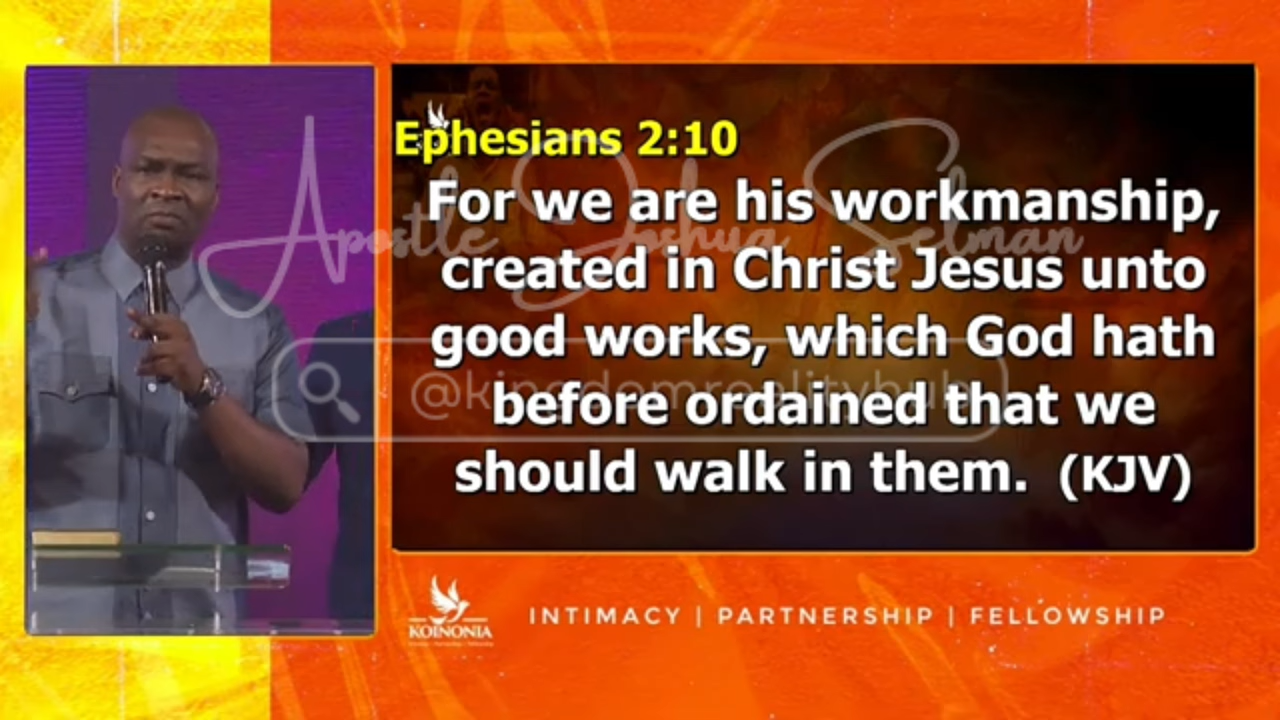 Ephesians 2:10
For we are his workmanship,
created in Christ Jesus unto
good works, which God hath
before ordained that we
should walk in them. (KJV)
Apostle Joshua Selman
@kingdomrealityhub
KOINONIA
INTIMACY | PARTNERSHIP | FELLOWSHIP